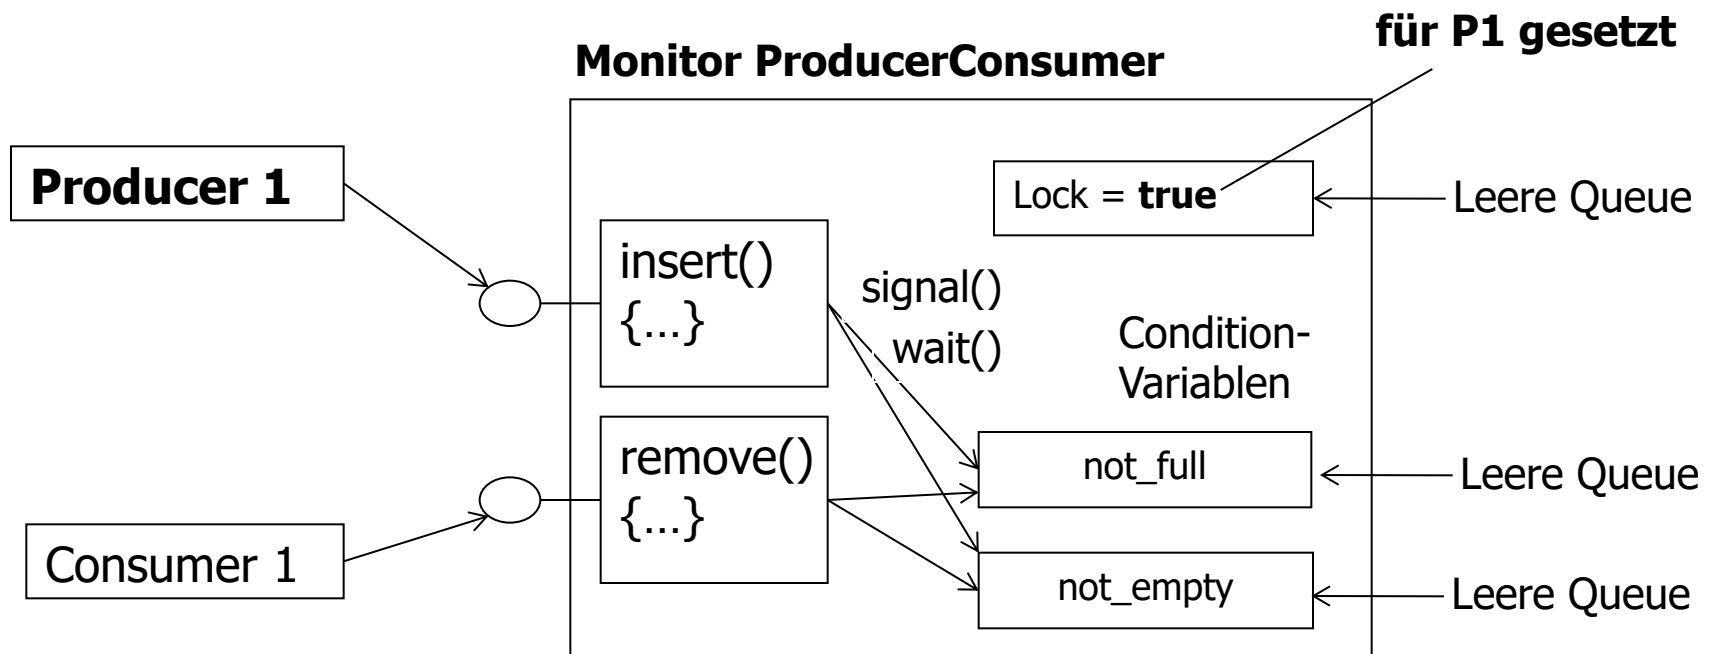 für P1 gesetzt
Monitor ProducerConsumer
Producer 1
Lock = true
Leere Queue
insert()
{...}
signal()
wait()
Condition-
Variablen
remove()
{...}
not_full
Leere Queue
Consumer 1
not_empty
Leere Queue